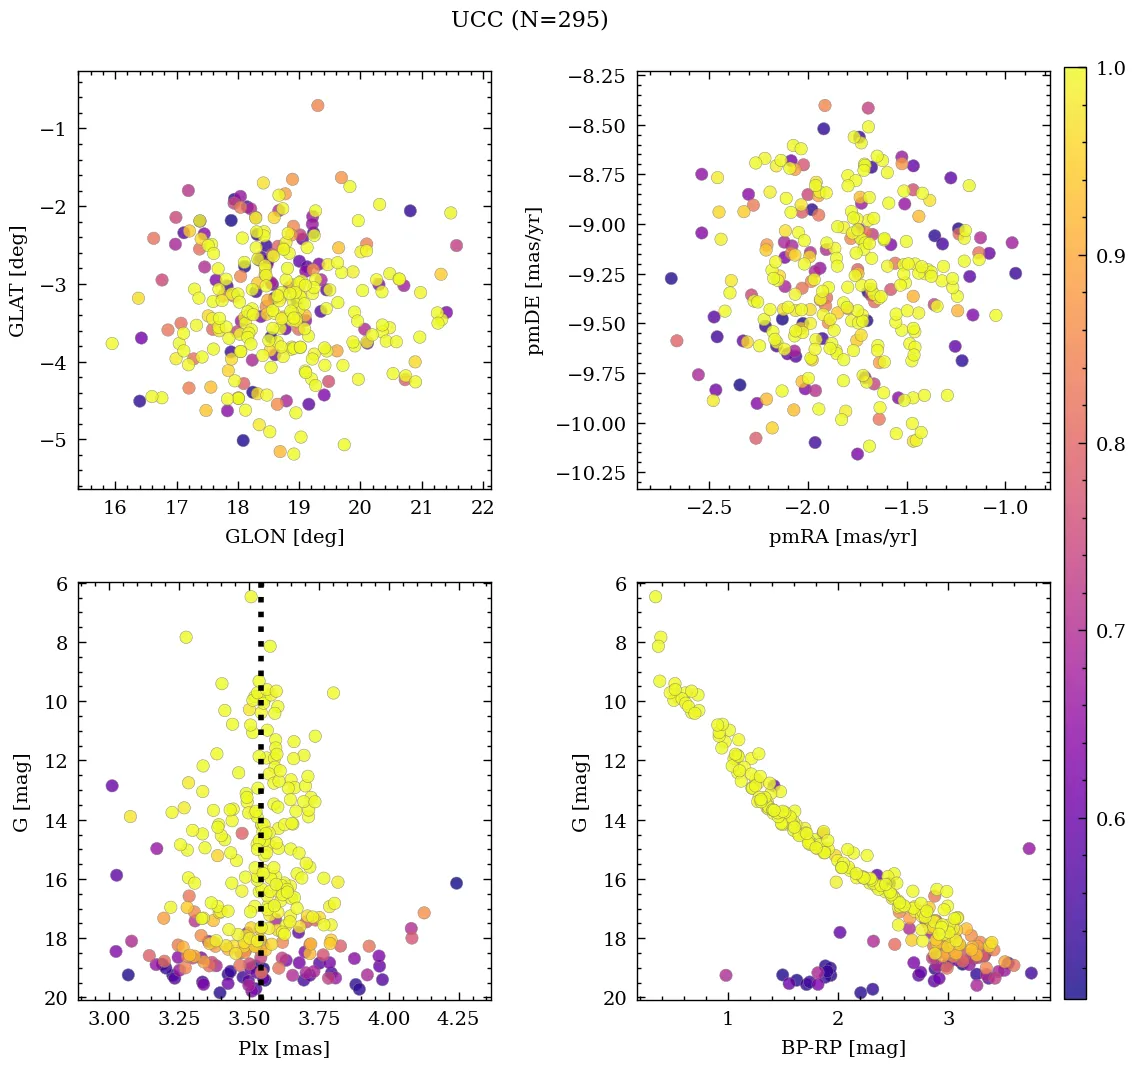 UCC (N=295)
−1
−2
−3
−4
−5
GLAT [deg]
16 17 18 19 20 21 22
GLON [deg]
−8.25
−8.50
−8.75
−9.00
−9.25
−9.50
−9.75
−10.00
−10.25
pmDE [mas/yr]
−2.5 −2.0 −1.5 −1.0
pmRA [mas/yr]
1.0
0.9
0.8
0.7
0.6
6
8
10
12
14
16
18
20
G [mag]
3.00 3.25 3.50 3.75 4.00 4.25
Plx [mas]
6
8
10
12
14
16
18
20
G [mag]
1 2 3
BP-RP [mag]